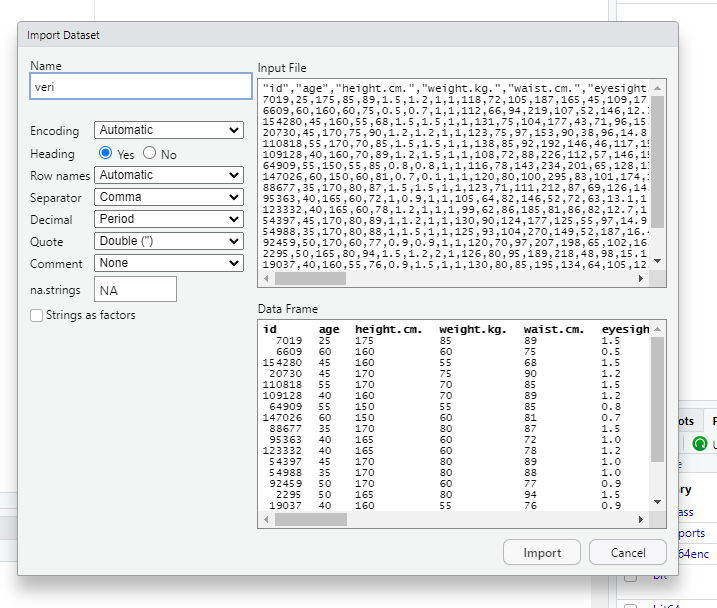 Import Dataset
Name
veri
Encoding Automatic
Heading Yes No
Row names Automatic
Separator Comma
Decimal Period
Quote Double (")
Comment None
na.strings NA
Strings as factors
Input File
"id","age","height.cm.","weight.kg.","waist.cm.","eyesight
7019,25,175,85,89,1.5,1.2,1,1,118,72,105,187,165,45,109,17
6609,60,160,60,75,0.5,0.7,1,1,112,66,94,219,107,52,146,12.
154280,45,160,55,68,1.5,1.5,1,1,131,75,104,177,43,71,96,15
20730,45,170,75,90,1.2,1.2,1,1,123,75,97,153,90,38,96,14.8
110818,55,170,70,85,1.5,1.5,1,1,138,85,92,192,146,46,117,15
109128,40,160,70,89,1.2,1.5,1,1,108,72,88,226,112,57,146,15
64909,55,150,55,85,0.8,0.8,1,1,116,78,143,234,201,65,128,1
147026,60,150,60,81,0.7,0.1,1,1,120,80,100,295,83,101,174,
88677,35,170,80,87,1.5,1.5,1,1,123,71,111,212,87,69,126,14
95363,40,165,60,72,1,0.9,1,1,105,64,82,146,52,72,63,13.1,1
123332,40,165,60,78,1.2,1,1,1,99,62,86,185,81,86,82,12.7,1
54397,45,170,80,89,1,1.2,1,1,130,90,124,177,125,55,97,14.9
54988,35,170,80,88,1,1.5,1,1,125,93,104,270,149,52,187,16.
92459,50,170,60,77,0.9,0.9,1,1,120,70,97,207,198,65,102,16
2295,50,165,80,94,1.5,1.2,2,1,126,80,95,189,218,48,98,15.1
19037,40,160,55,76,0.9,1.5,1,1,130,80,85,195,134,64,105,12
Data Frame
id age height.cm. weight.kg. waist.cm. eyesigh
7019 25 175 85 89 1.5
6609 60 160 60 75 0.5
154280 45 160 55 68 1.5
20730 45 170 75 90 1.2
110818 55 170 70 85 1.5
109128 40 160 70 89 1.2
64909 55 150 55 85 0.8
147026 60 150 60 81 0.7
88677 35 170 80 87 1.5
95363 40 165 60 72 1.0
123332 40 165 60 78 1.2
54397 45 170 80 89 1.0
54988 35 170 80 88 1.0
92459 50 170 60 77 0.9
2295 50 165 80 94 1.5
19037 40 160 55 76 0.9
Import Cancel
ots
ry
ass
ports
64enc
bit
bit64